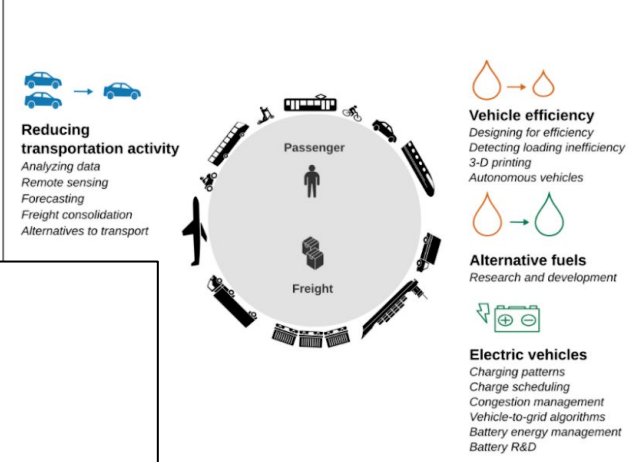 Reducing
transportation activity
Analyzing data
Remote sensing
Forecasting
Freight consolidation
Alternatives to transport
Passenger
Freight
Vehicle efficiency
Designing for efficiency
Detecting loading inefficiency
3-D printing
Autonomous vehicles
Alternative fuels
Research and development
Electric vehicles
Charging patterns
Charge scheduling
Congestion management
Vehicle-to-grid algorithms
Battery energy management
Battery R&D